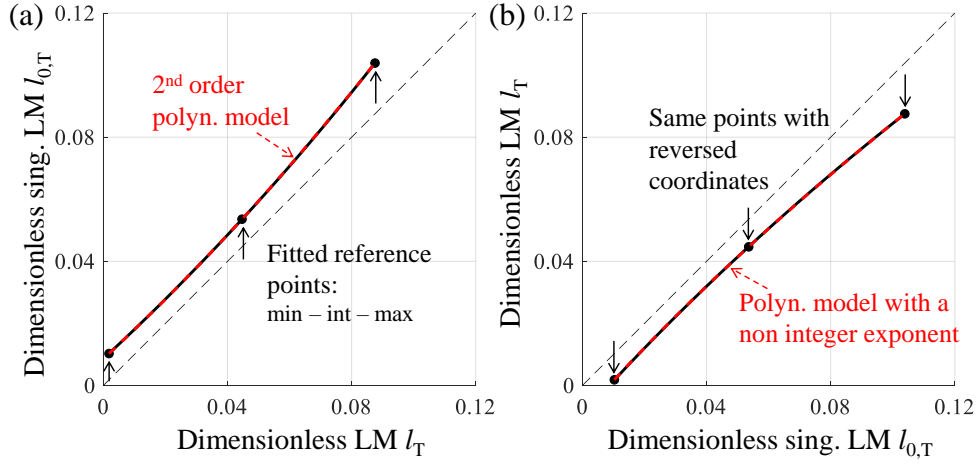 (a)
0.12
0.08
0.04
0
0
0.04
0.08
0.12
Dimensionless sing. LM l0,T
Dimensionless LM lT
2nd order
polyn. model
Fitted reference
points:
min – int – max
(b)
0.12
0.08
0.04
0
0
0.04
0.08
0.12
Dimensionless LM lT
Dimensionless sing. LM l0,T
Same points with
reversed
coordinates
Polyn. model with a
non integer exponent